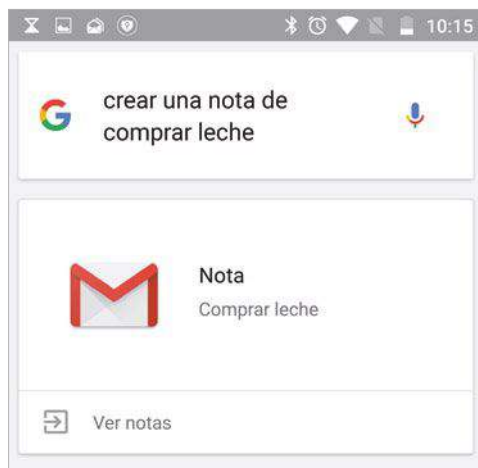 10:15
crear una nota de
comprar leche
Nota
Comprar leche
Ver notas